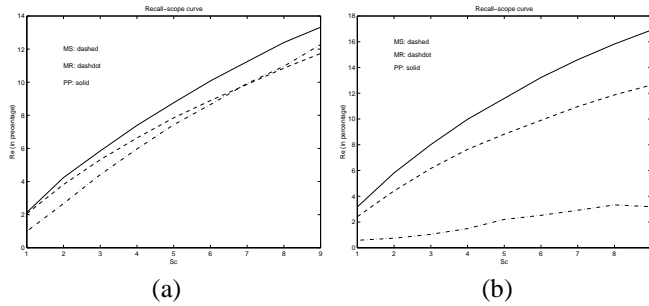 Recall−scope curve
14
12
10
8
6
4
2
0
Re (in percentage)
MS: dashed
MR: dashdot
PP: solid
1 2 3 4 5 6 7 8 9
Sc
(a)
Recall−scope curve
18
16
14
12
10
8
6
4
2
0
Re (in percentage)
MS: dashed
MR: dashdot
PP: solid
1 2 3 4 5 6 7 8
Sc
(b)